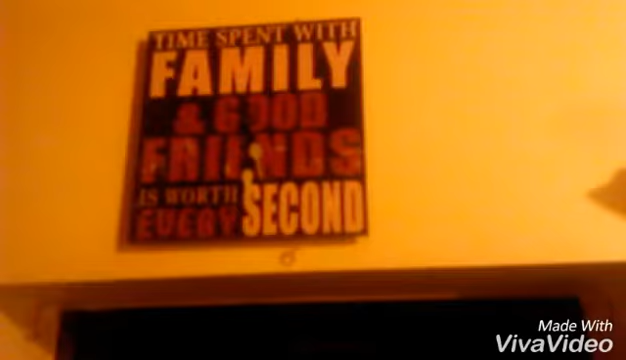 TIME SPENT WITH
FAMILY
& GOOD
FRIENDS
IS WORTH
EVERY SECOND
Made With
VivaVideo